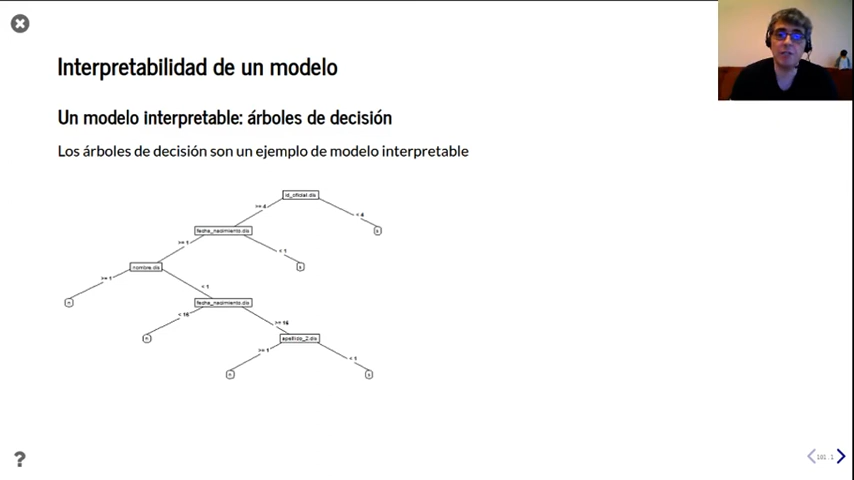 Interpretabilidad de un modelo
Un modelo interpretable: árboles de decisión
Los árboles de decisión son un ejemplo de modelo interpretable
id_oficial.dis
>= 4
< 4
fecha_nacimiento.dis
s
>= 1
< 1
nombre.dis
s
>= 1
< 1
n
fecha_nacimiento.dis
< 16
>= 16
n
apellido_2.dis
>= 1
< 1
n
s
?
101.1